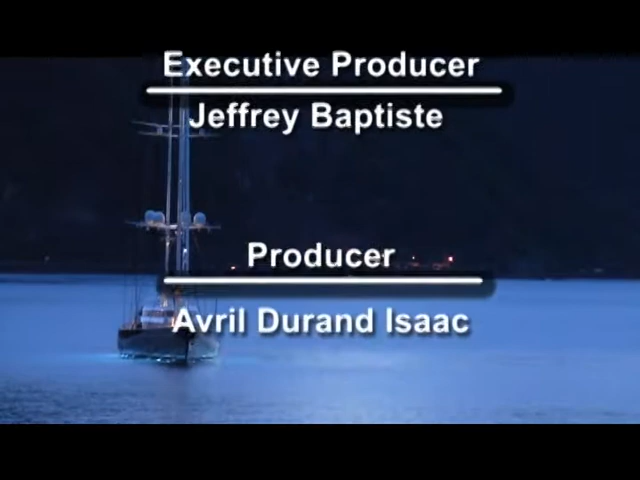 Executive Producer
Jeffrey Baptiste
Producer
Avril Durand Isaac